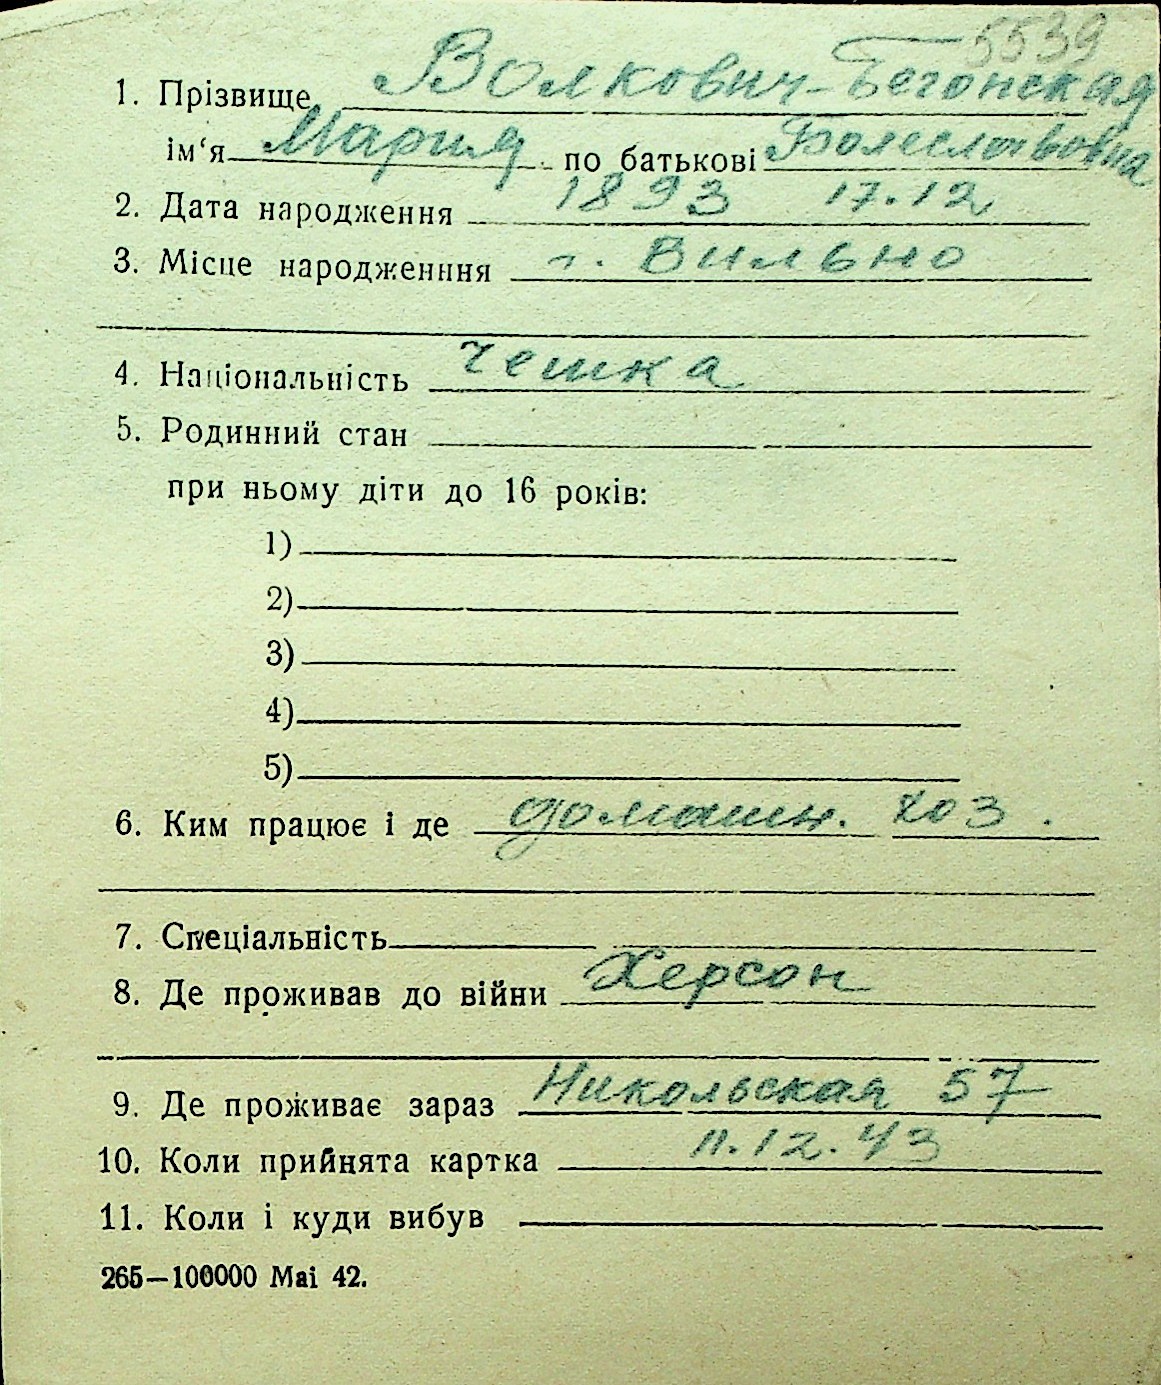 5539
1. Прізвище Волкович-Бегонская
ім‘я Мария по батькові Болеславовна
2. Дата народження 1893 17.12
3. Місце народженння г. Вильно
4. Національність чешка
5. Родинний стан
при ньому діти до 16 років:
1)
2)
3)
4)
5)
6. Ким працює і де домашн. хоз.
7. Спеціальність
8. Де проживав до війни Херсон
9. Де проживає зараз Никольская 57
10. Коли прийнята картка 11.12.43
11. Коли і куди вибув
265—100000 Mai 42.